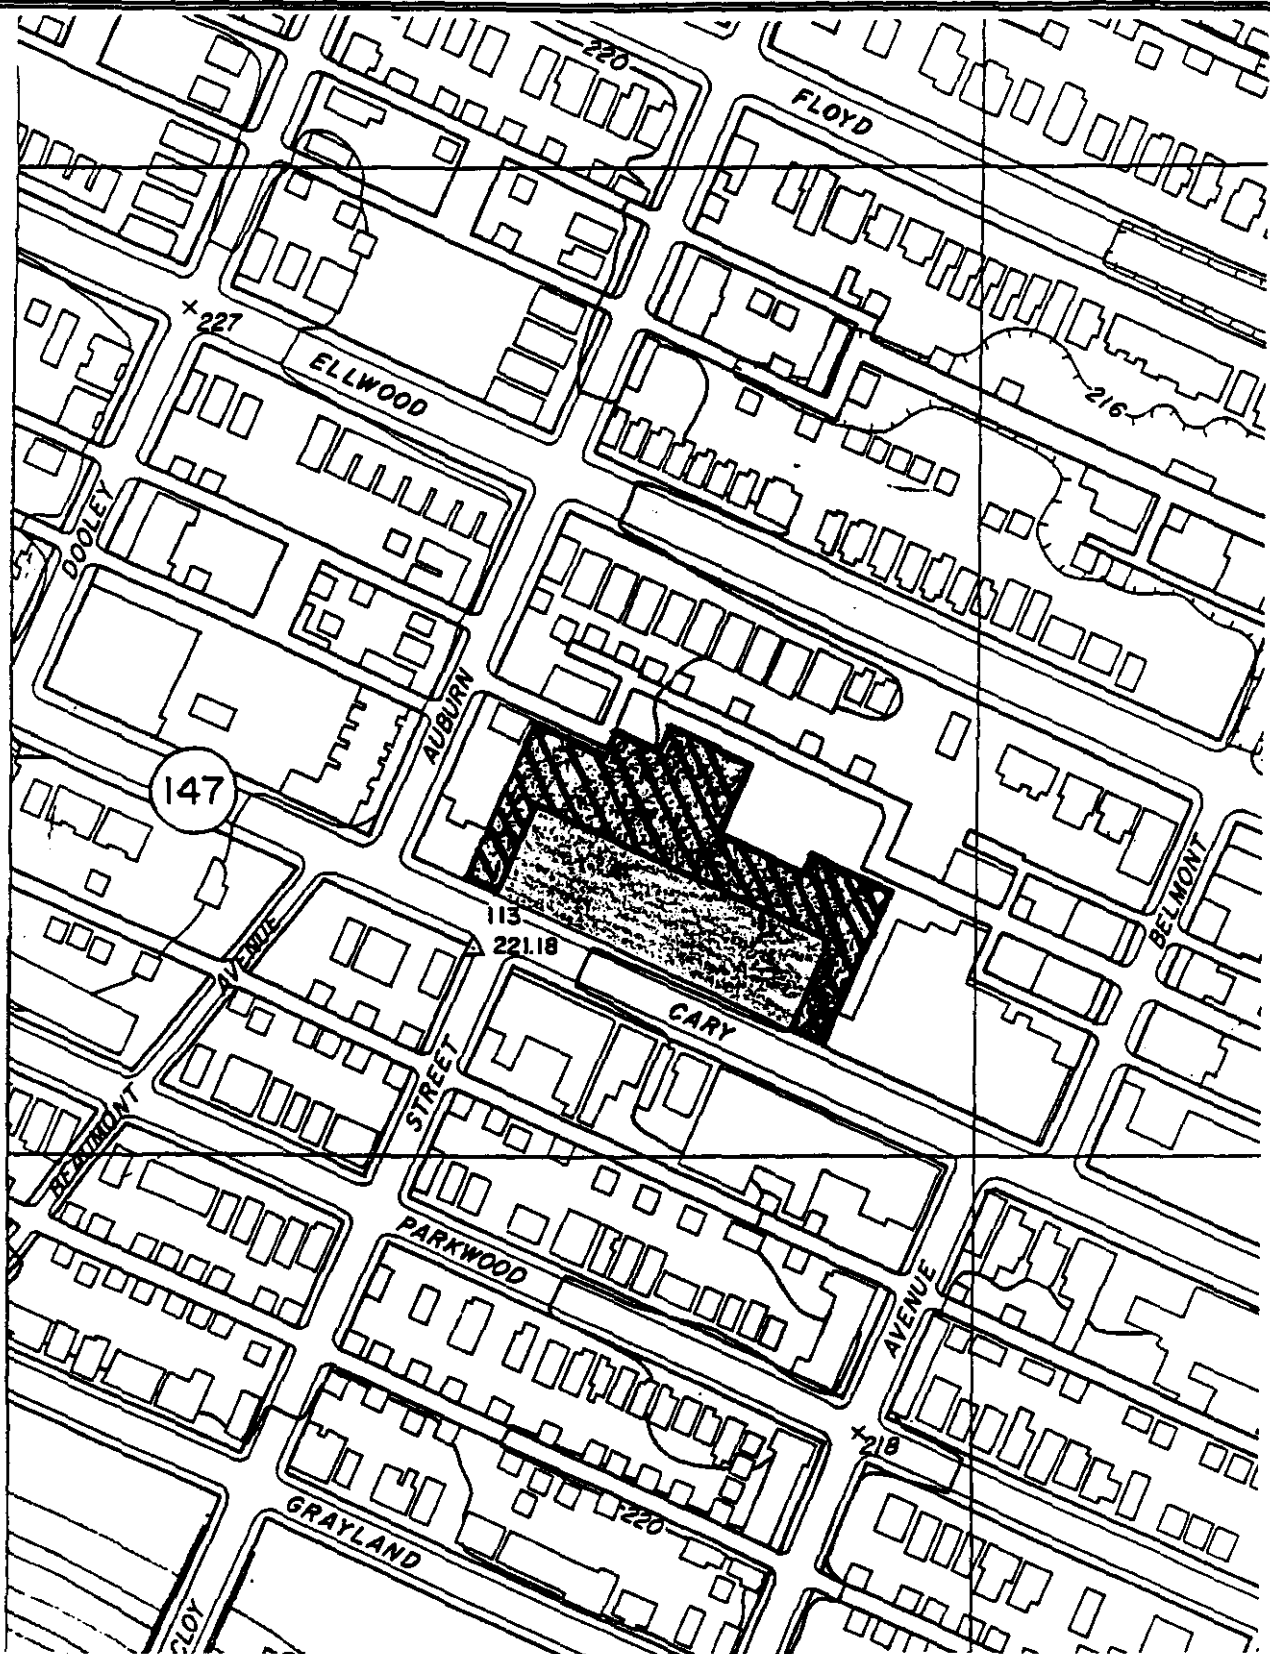 220
FLOYD
227
ELLWOOD
216
DOOLEY
AUBURN
147
BELMONT
113
221.18
AVENUE
CARY
STREET
PARKWOOD
AVENUE
218
220
GRAYLAND
CLOY